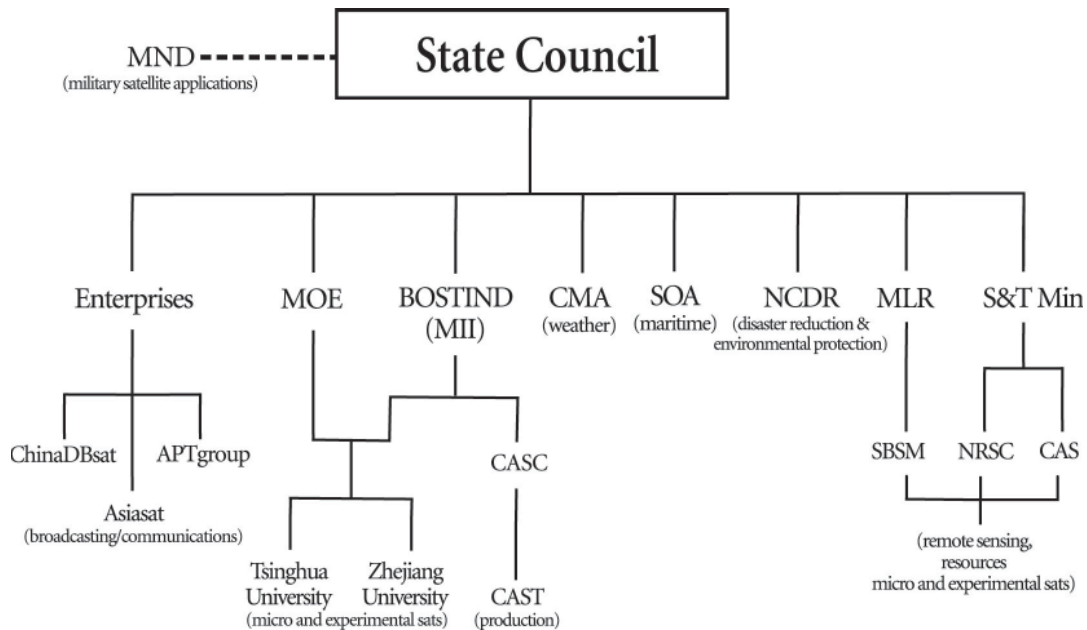 State Council
MND
(military satellite applications)
Enterprises
MOE
BOSTIND
(MII)
CMA
(weather)
SOA
(maritime)
NCDR
(disaster reduction &
environmental protection)
MLR
S&T Min
ChinaDBsat
APTgroup
Asiasat
(broadcasting/communications)
CASC
SBSM
NRSC
CAS
Tsinghua
University
Zhejiang
University
(micro and experimental sats)
CAST
(production)
(remote sensing,
resources
micro and experimental sats)